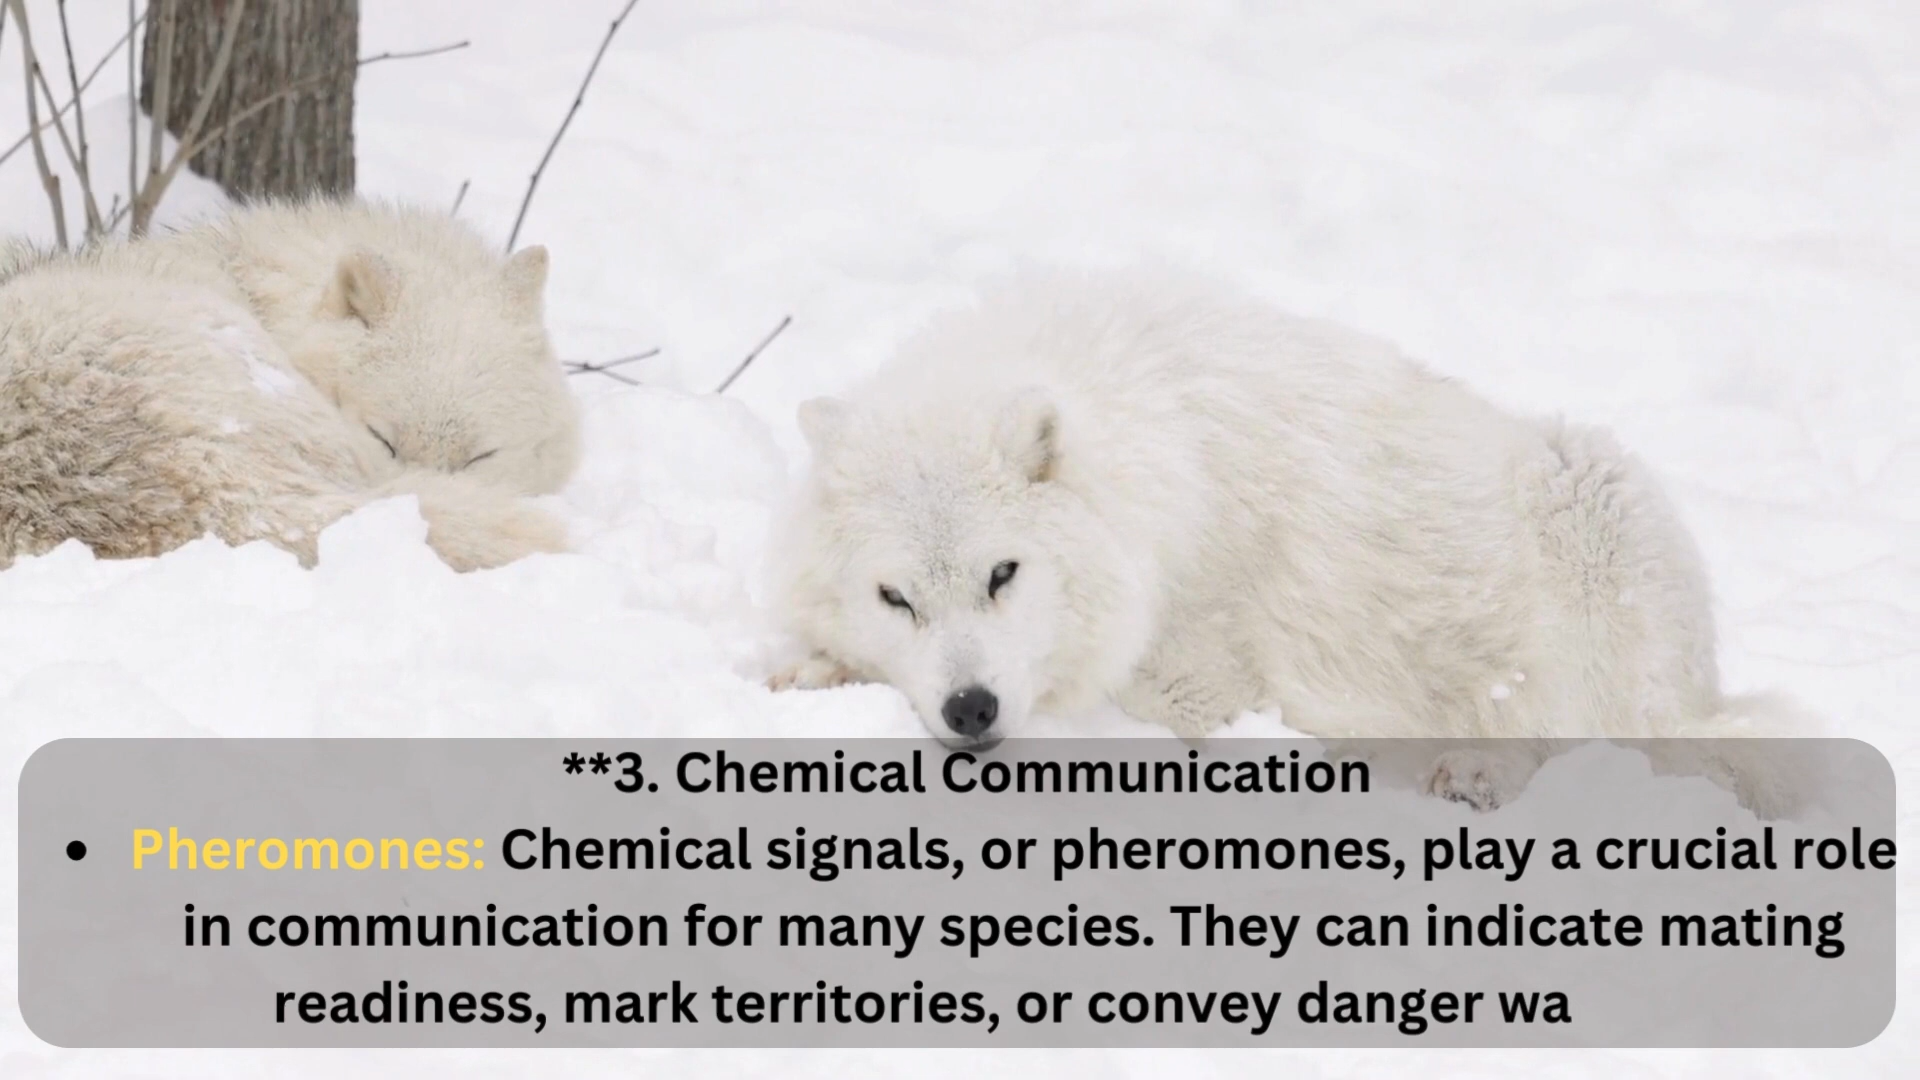 **3. Chemical Communication
• Pheromones: Chemical signals, or pheromones, play a crucial role
in communication for many species. They can indicate mating
readiness, mark territories, or convey danger wa